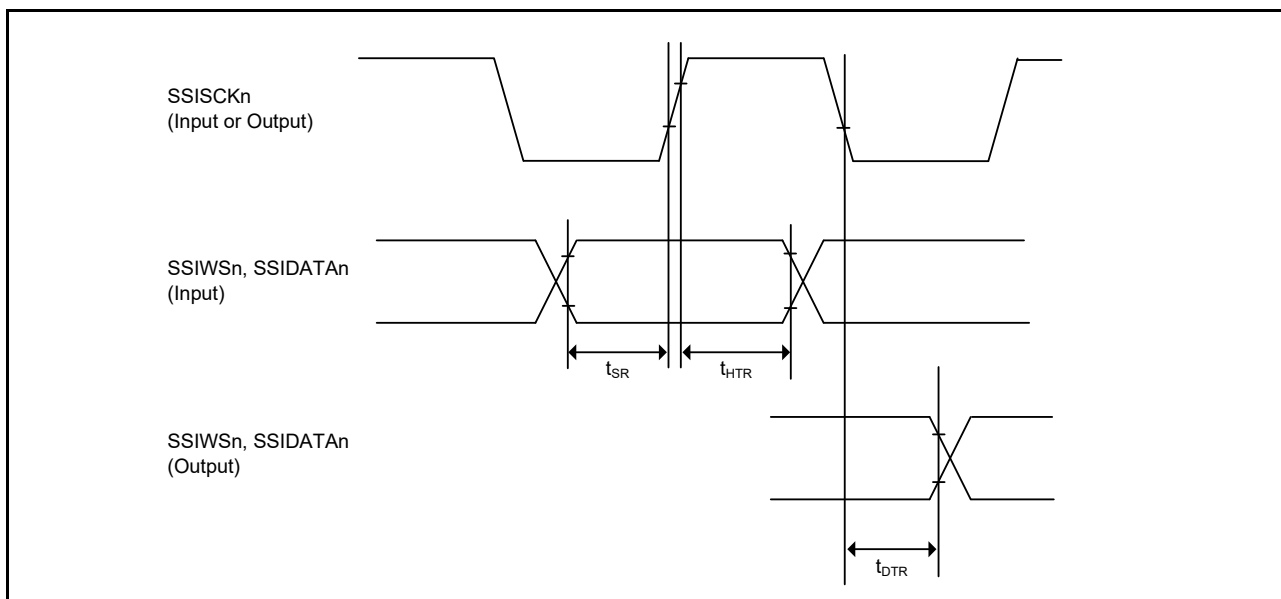 SSISCKn
(Input or Output)
SSIWSn, SSIDATAn
(Input)
tSR
tHTR
SSIWSn, SSIDATAn
(Output)
tDTR